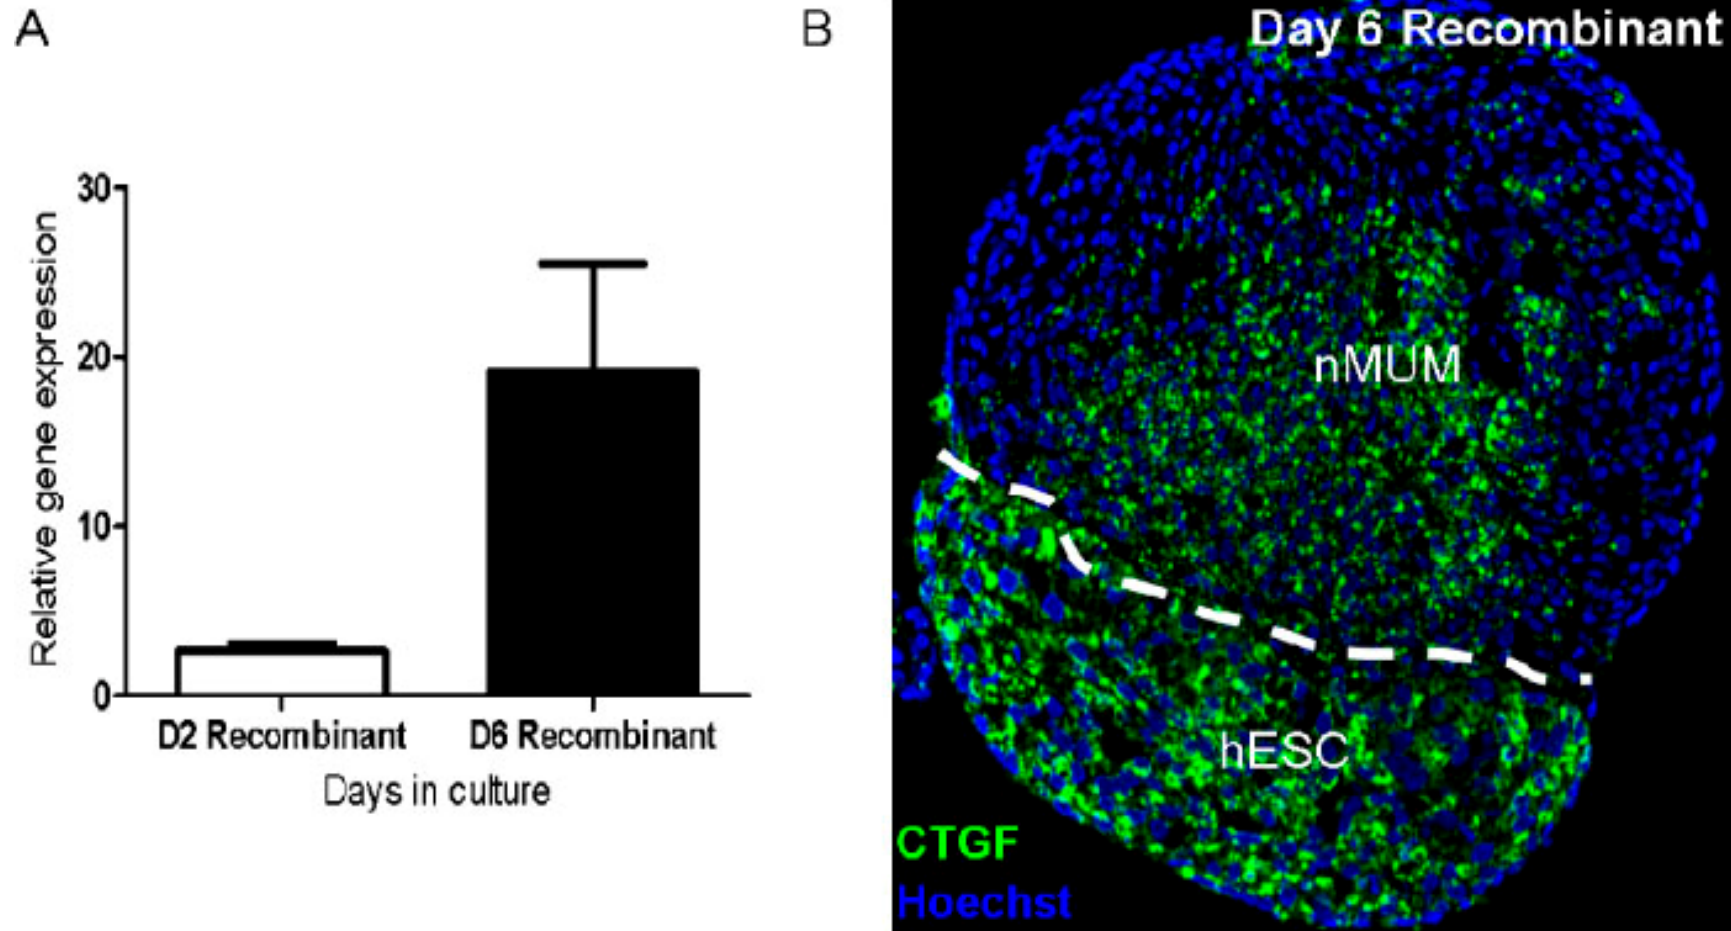 A
Relative gene expression
30
20
10
0
D2 Recombinant
D6 Recombinant
Days in culture
B
Day 6 Recombinant
nMUM
hESC
CTGF
Hoechst